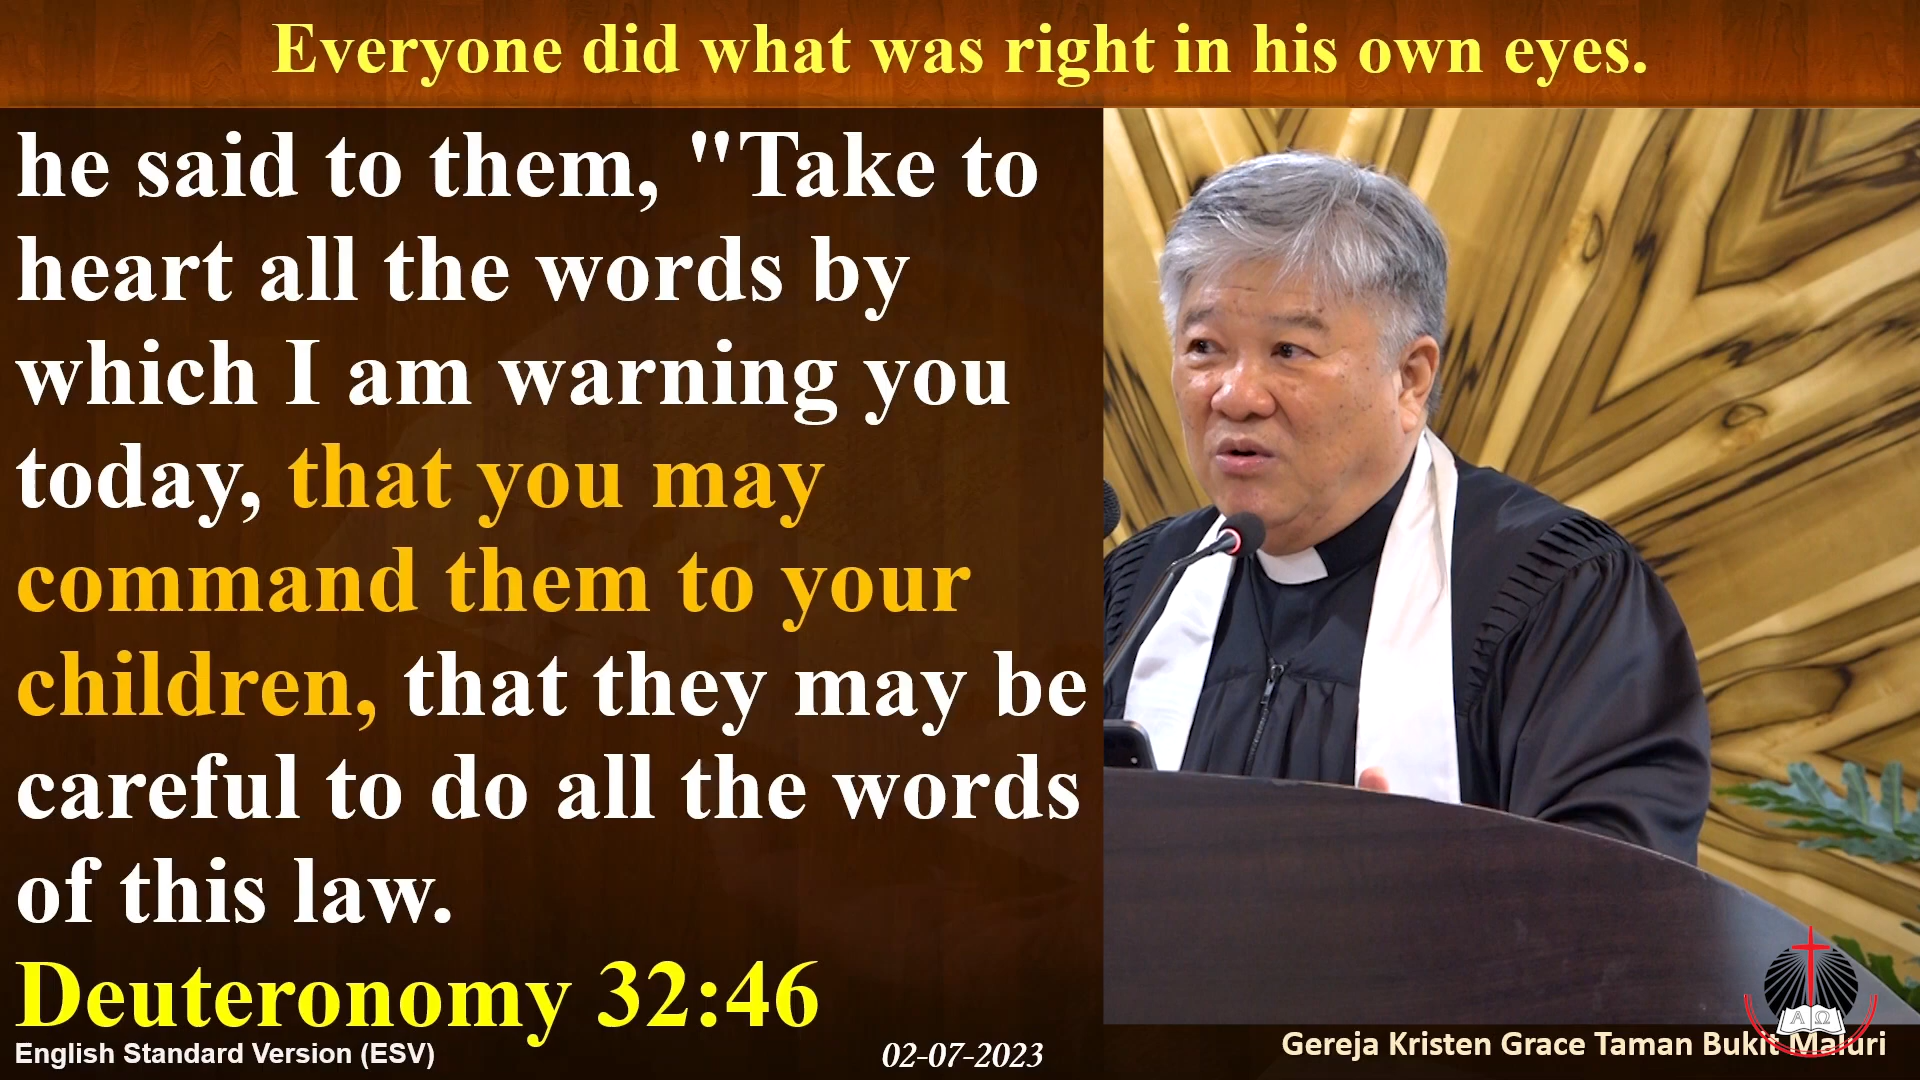 Everyone did what was right in his own eyes.
he said to them, "Take to
heart all the words by
which I am warning you
today, that you may
command them to your
children, that they may be
careful to do all the words
of this law.
Deuteronomy 32:46
English Standard Version (ESV)
02-07-2023
Α Ω
Gereja Kristen Grace Taman Bukit Maluri